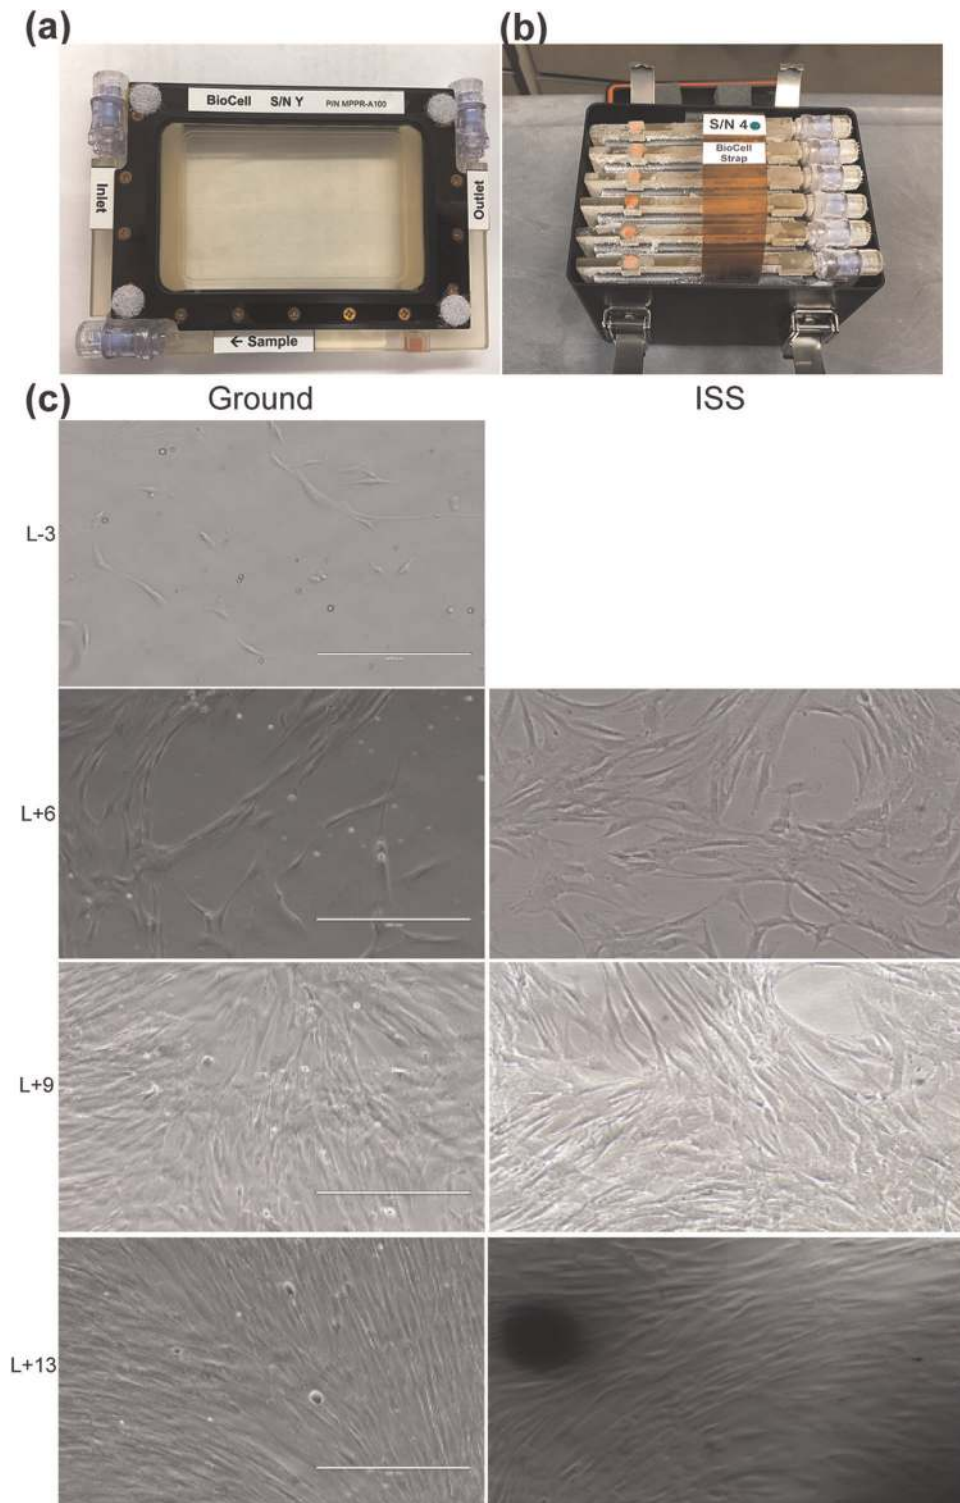 (a)
BioCell S/N Y P/N MPPR-A100
Inlet
Outlet
← Sample
(b)
S/N 4
BioCell
Strap
(c)
Ground ISS
L-3
L+6
L+9
L+13